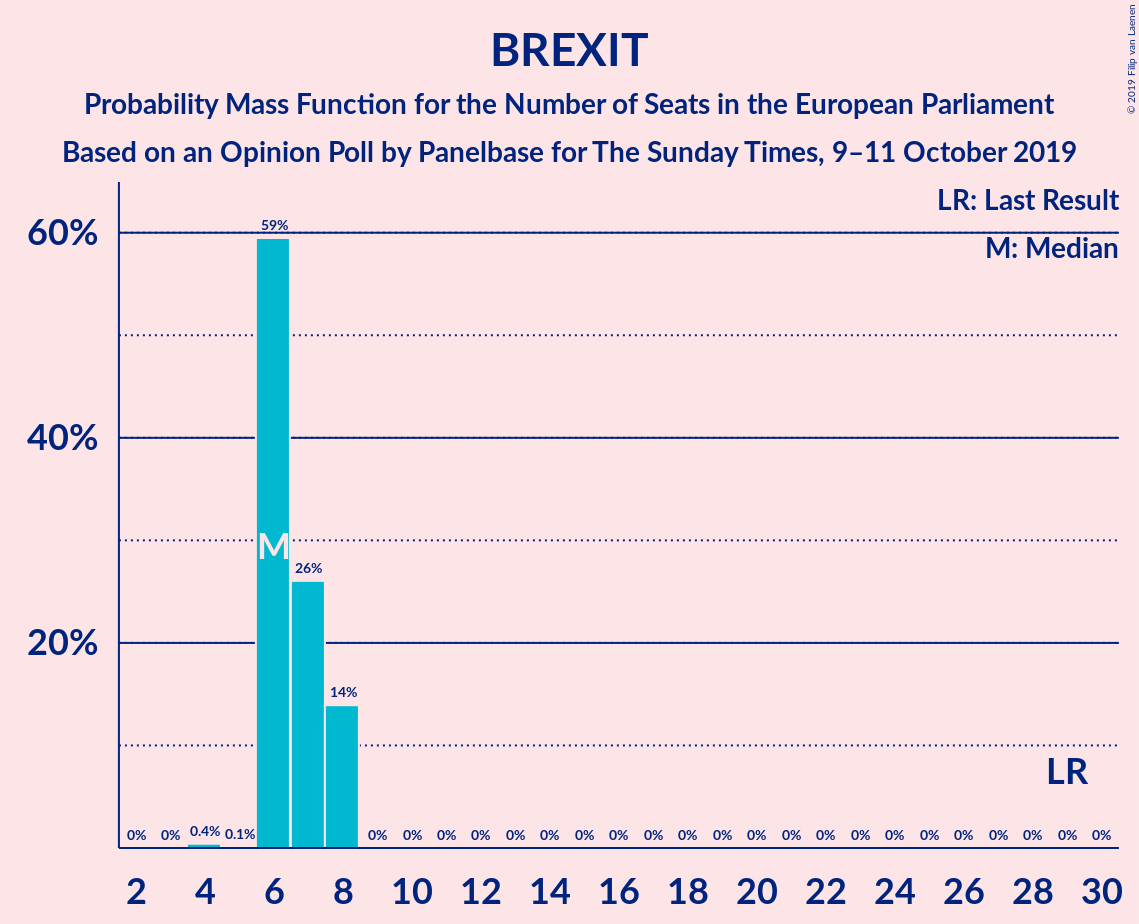 BREXIT
Probability Mass Function for the Number of Seats in the European Parliament
Based on an Opinion Poll by Panelbase for The Sunday Times, 9–11 October 2019
© 2019 Filip van Laenen
LR: Last Result
M: Median
60%
40%
20%
59%
M
26%
14%
LR
0% 0% 0.4% 0.1% 0% 0% 0% 0% 0% 0% 0% 0% 0% 0% 0% 0% 0% 0% 0% 0% 0% 0% 0% 0% 0% 0%
2 4 6 8 10 12 14 16 18 20 22 24 26 28 30